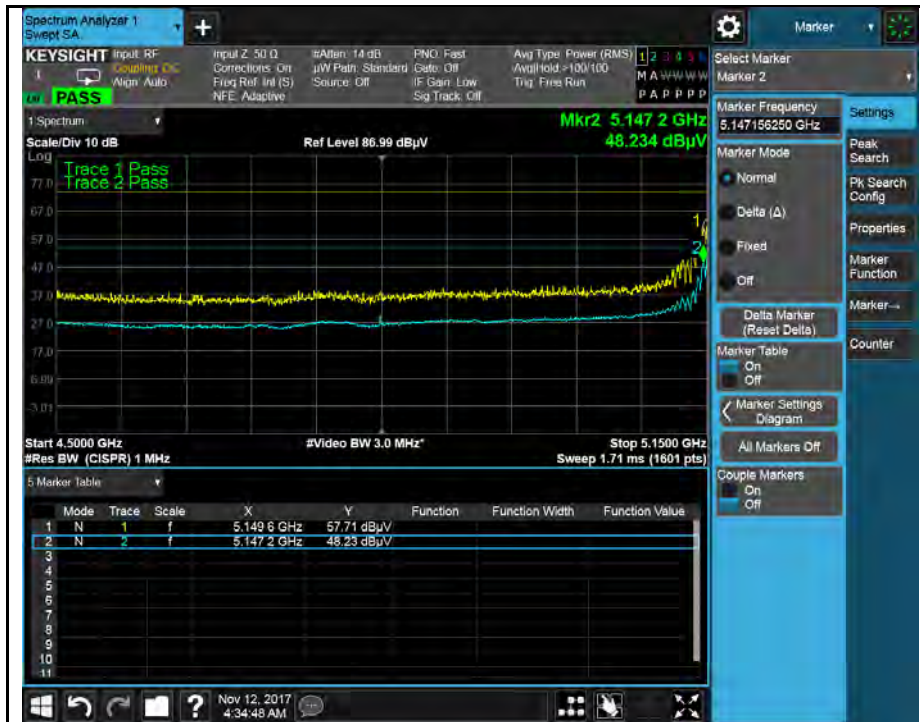 Spectrum Analyzer 1
Swept SA
+
Marker
KEYSIGHT Input: RF
Coupling: DC
Align: Auto
Input Z: 50 Ω
Corrections: On
Freq Ref: Int (S)
NFE: Adaptive
#Atten: 14 dB
µW Path: Standard
Source: Off
PNO: Fast
Gate: Off
IF Gain: Low
Sig Track: Off
Avg Type: Power (RMS)
Avg|Hold:>100/100
Trig: Free Run
1 2 3 4 5 6
M A W W W W
P A P P P P
PASS
Select Marker
Marker 2
1 Spectrum
Mkr2 5.147 2 GHz
Scale/Div 10 dB
Ref Level 86.99 dBµV
48.234 dBµV
Log
Trace 1 Pass
Trace 2 Pass
77.0
67.0
57.0
47.0
37.0
27.0
17.0
6.99
-3.01
1
2
Start 4.5000 GHz
#Video BW 3.0 MHz*
Stop 5.1500 GHz
#Res BW (CISPR) 1 MHz
Sweep 1.71 ms (1601 pts)
5 Marker Table
Mode Trace Scale X Y Function Function Width Function Value
1 N 1 f 5.149 6 GHz 57.71 dBµV
2 N 2 f 5.147 2 GHz 48.23 dBµV
3
4
5
6
7
8
9
10
11
Marker Frequency
5.147156250 GHz
Marker Mode
Normal
Delta (Δ)
Fixed
Off
Delta Marker
(Reset Delta)
Marker Table
On
Off
Marker Settings
Diagram
All Markers Off
Couple Markers
On
Off
Settings
Peak
Search
Pk Search
Config
Properties
Marker
Function
Marker→
Counter
?
Nov 12, 2017
4:34:48 AM